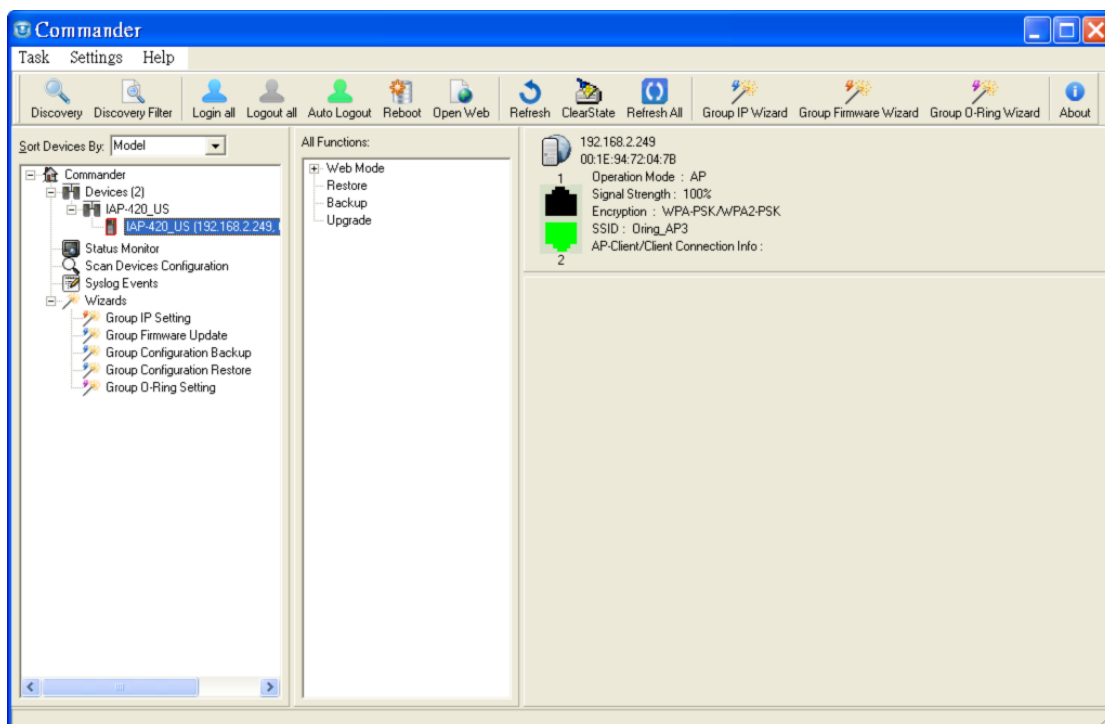 Commander
Task Settings Help
Discovery Discovery Filter Login all Logout all Auto Logout Reboot Open Web Refresh ClearState Refresh All Group IP Wizard Group Firmware Wizard Group O-Ring Wizard About
Sort Devices By: Model
Commander
Devices (2)
IAP-420_US
IAP-420_US (192.168.2.249,
Status Monitor
Scan Devices Configuration
Syslog Events
Wizards
Group IP Setting
Group Firmware Update
Group Configuration Backup
Group Configuration Restore
Group O-Ring Setting
All Functions:
Web Mode
Restore
Backup
Upgrade
192.168.2.249
00:1E:94:72:04:7B
1
Operation Mode : AP
Signal Strength : 100%
Encryption : WPA-PSK/WPA2-PSK
SSID : Oring_AP3
AP-Client/Client Connection Info :
2